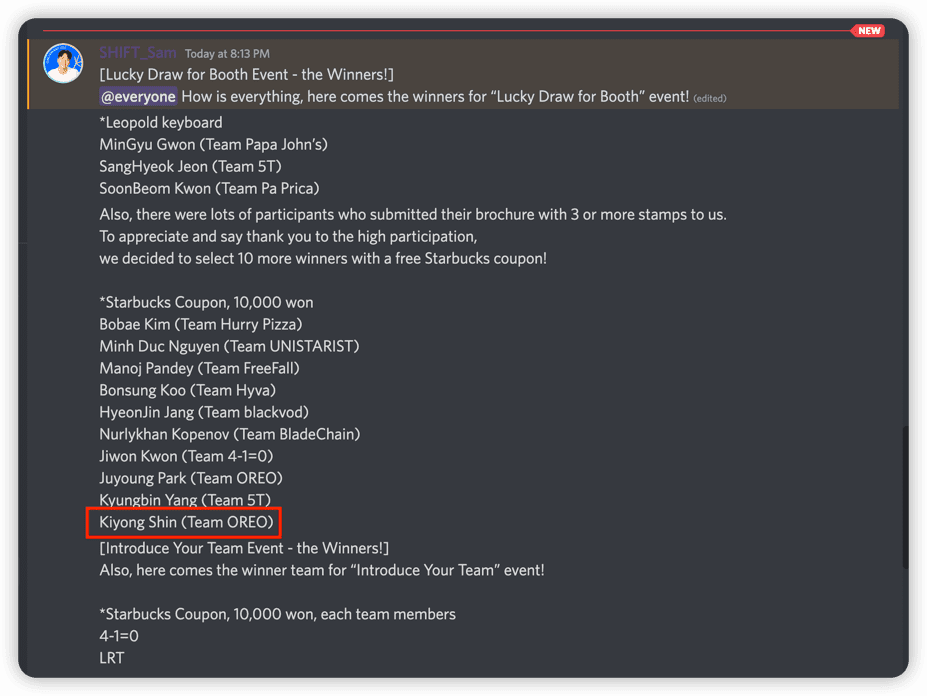 NEW
SHIFT_Sam Today at 8:13 PM
[Lucky Draw for Booth Event - the Winners!]
@everyone How is everything, here comes the winners for “Lucky Draw for Booth” event! (edited)
*Leopold keyboard
MinGyu Gwon (Team Papa John’s)
SangHyeok Jeon (Team 5T)
SoonBeom Kwon (Team Pa Prica)
Also, there were lots of participants who submitted their brochure with 3 or more stamps to us.
To appreciate and say thank you to the high participation,
we decided to select 10 more winners with a free Starbucks coupon!
*Starbucks Coupon, 10,000 won
Bobae Kim (Team Hurry Pizza)
Minh Duc Nguyen (Team UNISTARIST)
Manoj Pandey (Team FreeFall)
Bonsung Koo (Team Hyva)
HyeonJin Jang (Team blackvod)
Nurlykhan Kopenov (Team BladeChain)
Jiwon Kwon (Team 4-1=0)
Juyoung Park (Team OREO)
Kyungbin Yang (Team 5T)
Kiyong Shin (Team OREO)
[Introduce Your Team Event - the Winners!]
Also, here comes the winner team for “Introduce Your Team” event!
*Starbucks Coupon, 10,000 won, each team members
4-1=0
LRT